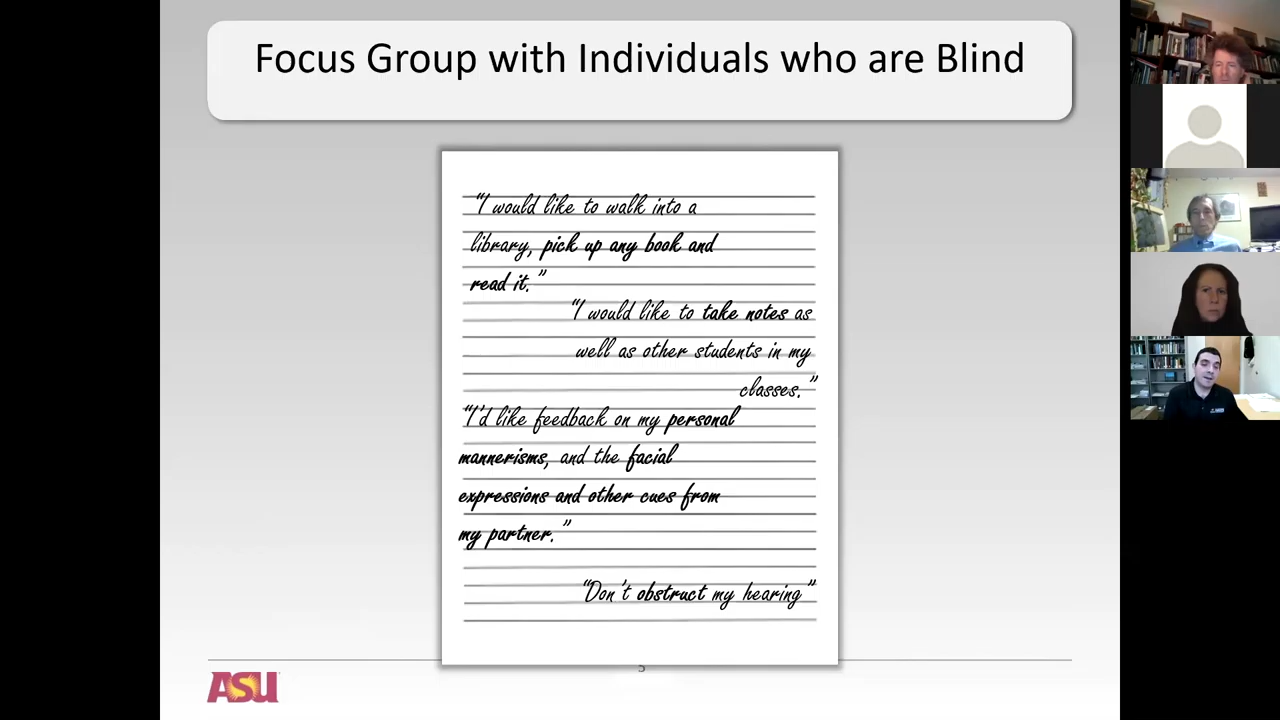 Focus Group with Individuals who are Blind
“I would like to walk into a
library, pick up any book and
read it.”
“I would like to take notes as
well as other students in my
classes.”
“I’d like feedback on my personal
mannerisms, and the facial
expressions and other cues from
my partner.”
“Don’t obstruct my hearing”
5
ASU